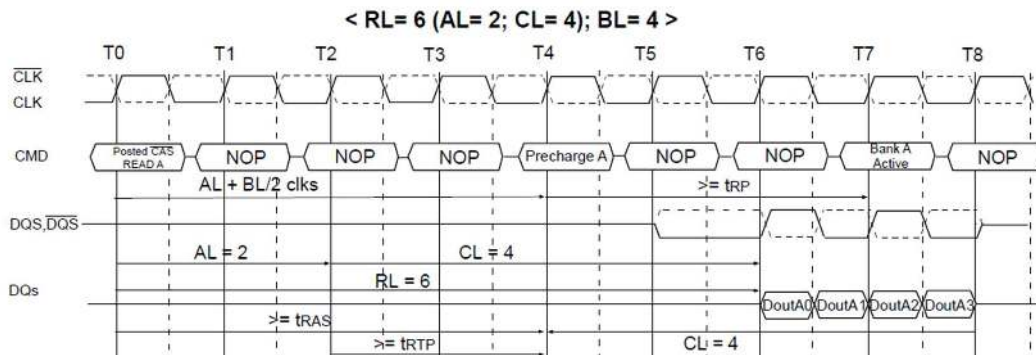 < RL= 6 (AL= 2; CL= 4); BL= 4 >
T0 T1 T2 T3 T4 T5 T6 T7 T8
CLK
CLK
CMD Posted CAS READ A NOP NOP NOP Precharge A NOP NOP Bank A Active NOP
AL + BL/2 clks >= tRP
DQS,DQS
AL = 2 CL = 4
RL = 6
DQs DoutA0 DoutA1 DoutA2 DoutA3
>= tRAS
>= tRTP CL = 4